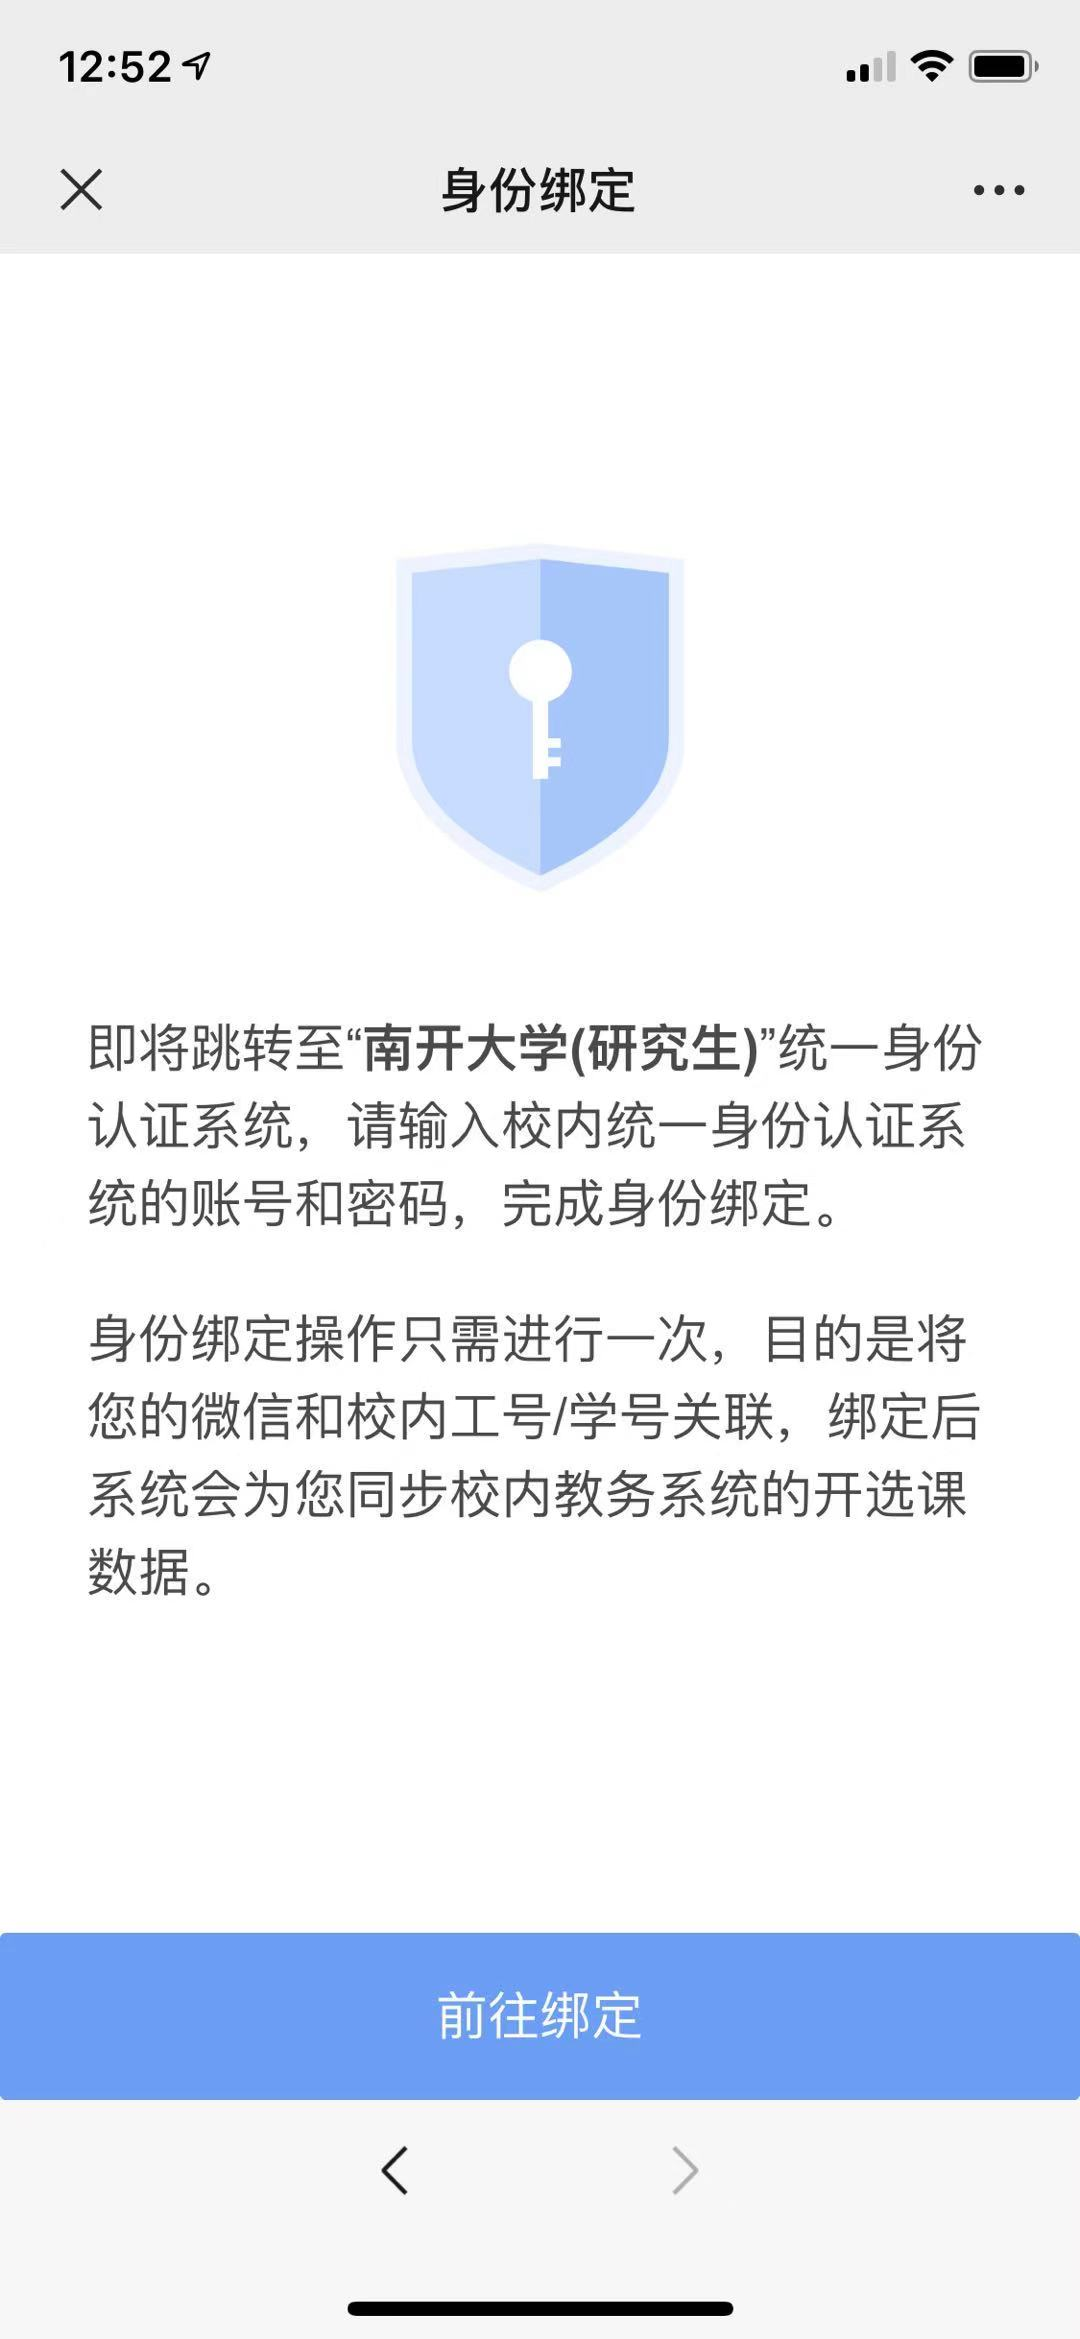 12:52
身份绑定
即将跳转至“南开大学(研究生)”统一身份
认证系统，请输入校内统一身份认证系
统的账号和密码，完成身份绑定。
身份绑定操作只需进行一次，目的是将
您的微信和校内工号/学号关联，绑定后
系统会为您同步校内教务系统的开选课
数据。
前往绑定